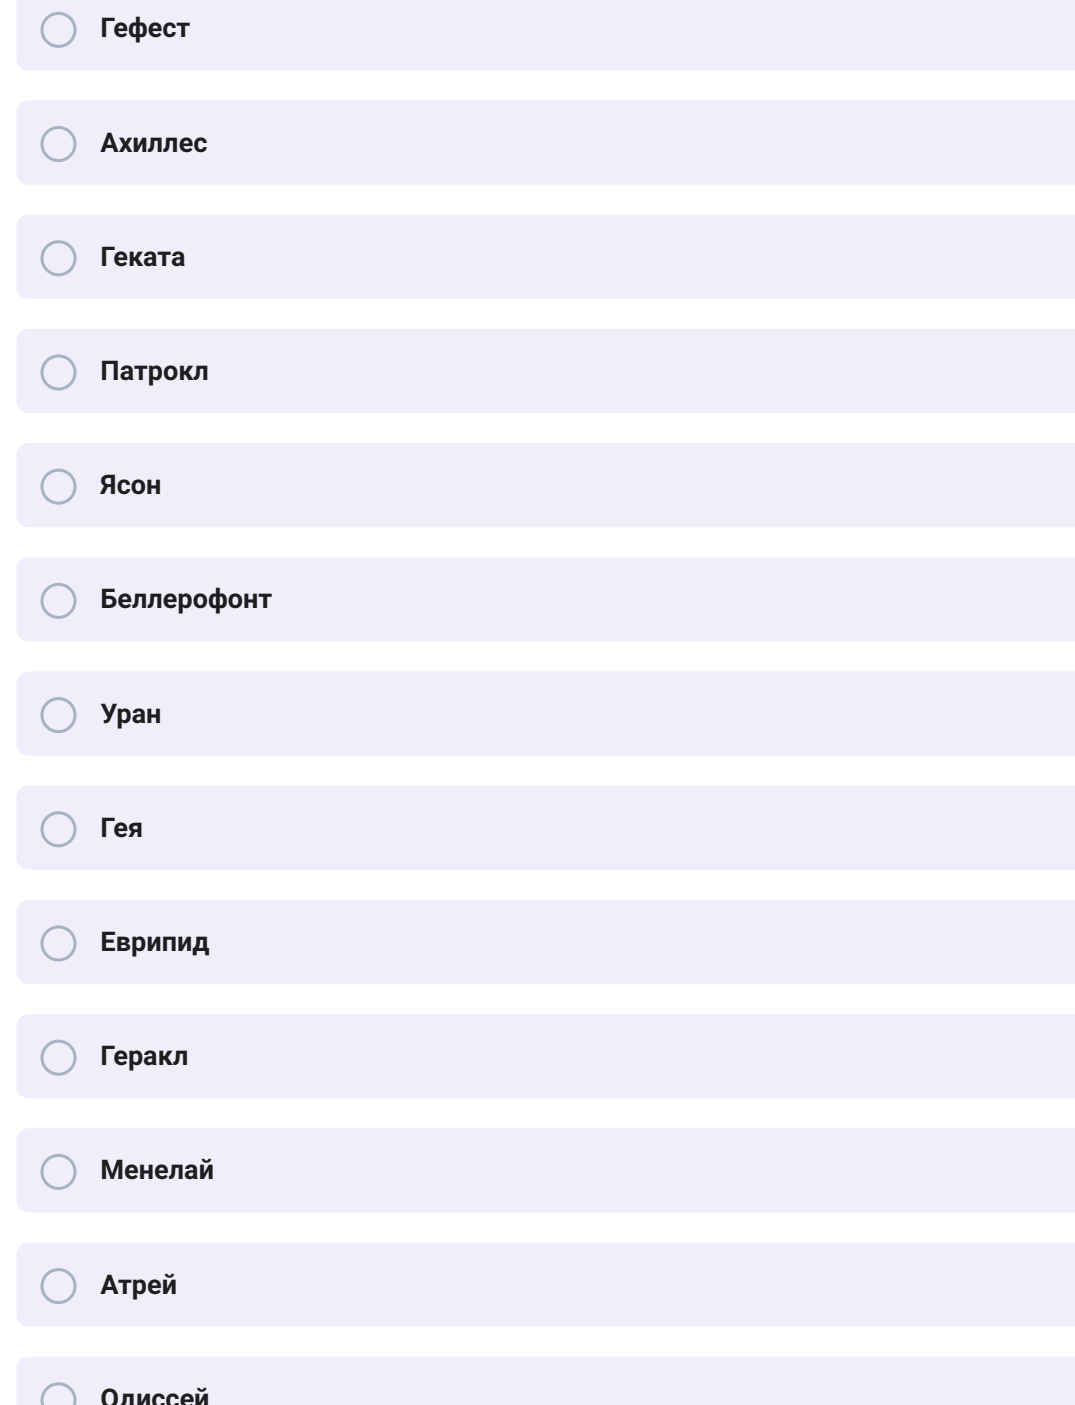 Гефест
Ахиллес
Геката
Патрокл
Ясон
Беллерофонт
Уран
Гея
Еврипид
Геракл
Менелай
Атрей
Одиссей